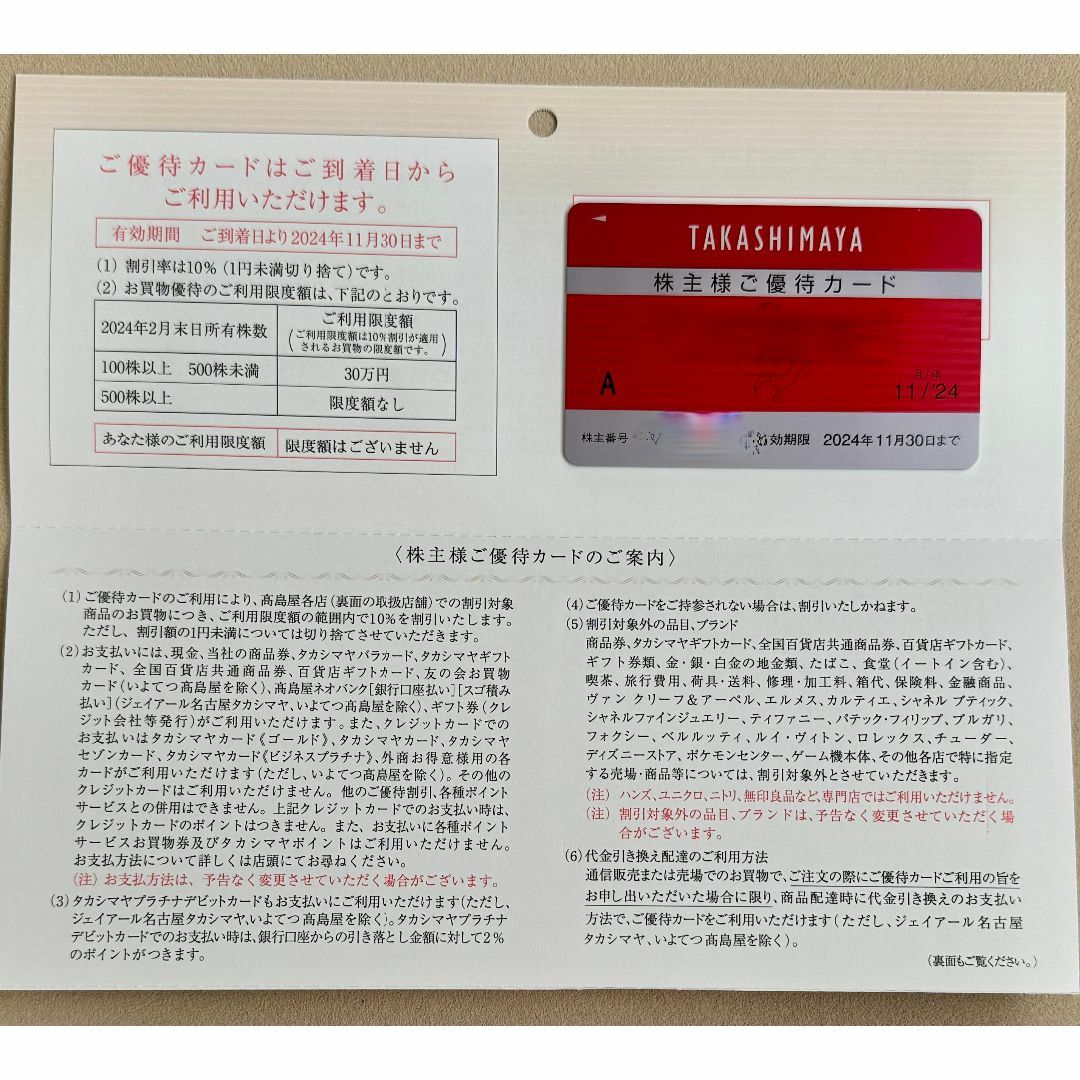 ご優待カードはご到着日から
ご利用いただけます。
有効期間 ご到着日より2024年11月30日まで
(1) 割引率は10%(1円未満切り捨て)です。
(2) お買物優待のご利用限度額は、下記のとおりです。
2024年2月末日所有株数
ご利用限度額
(ご利用限度額は10%割引が適用
されるお買物の限度額です。)
100株以上 500株未満 30万円
500株以上 限度額なし
あなた様のご利用限度額 限度額はございません
TAKASHIMAYA
株主様ご優待カード
A
月/年
11/'24
株主番号
効期限 2024年11月30日まで
〈株主様ご優待カードのご案内〉
(1)ご優待カードのご利用により、髙島屋各店(裏面の取扱店舗)での割引対象
商品のお買物につき、ご利用限度額の範囲内で10%を割引いたします。
ただし、割引額の1円未満については切り捨てさせていただきます。
(2)お支払いには、現金、当社の商品券、タカシマヤバラカード、タカシマヤギフト
カード、全国百貨店共通商品券、百貨店ギフトカード、友の会お買物
カード(いよてつ髙島屋を除く)、髙島屋ネオバンク[銀行口座払い][スゴ積み
払い](ジェイアール名古屋タカシマヤ、いよてつ髙島屋を除く)、ギフト券(クレ
ジット会社等発行)がご利用いただけます。また、クレジットカードでの
お支払いはタカシマヤカード《ゴールド》、タカシマヤカード、タカシマヤ
セゾンカード、タカシマヤカード《ビジネスプラチナ》、外商お得意様用の各
カードがご利用いただけます(ただし、いよてつ髙島屋を除く)。その他の
クレジットカードはご利用いただけません。他のご優待割引、各種ポイント
サービスとの併用はできません。上記クレジットカードでのお支払い時は、
クレジットカードのポイントはつきません。また、お支払いに各種ポイント
サービスお買物券及びタカシマヤポイントはご利用いただけません。
お支払方法について詳しくは店頭にてお尋ねください。
(注)お支払方法は、予告なく変更させていただく場合がございます。
(3)タカシマヤプラチナデビットカードもお支払いにご利用いただけます(ただし、
ジェイアール名古屋タカシマヤ、いよてつ髙島屋を除く)。タカシマヤプラチナ
デビットカードでのお支払い時は、銀行口座からの引き落とし金額に対して2%
のポイントがつきます。
(4)ご優待カードをご持参されない場合は、割引いたしかねます。
(5)割引対象外の品目、ブランド
商品券、タカシマヤギフトカード、全国百貨店共通商品券、百貨店ギフトカード、
ギフト券類、金・銀・白金の地金類、たばこ、食堂(イートイン含む)、
喫茶、旅行費用、荷具・送料、修理・加工料、箱代、保険料、金融商品、
ヴァン クリーフ&アーペル、エルメス、カルティエ、シャネル ブティック、
シャネルファインジュエリー、ティファニー、パテック・フィリップ、ブルガリ、
フォクシー、ベルルッティ、ルイ・ヴィトン、ロレックス、チューダー、
ディズニーストア、ポケモンセンター、ゲーム機本体、その他各店で特に指定
する売場・商品等については、割引対象外とさせていただきます。
(注) ハンズ、ユニクロ、ニトリ、無印良品など、専門店ではご利用いただけません。
(注) 割引対象外の品目、ブランドは、予告なく変更させていただく場
合がございます。
(6)代金引き換え配達のご利用方法
通信販売または売場でのお買物で、ご注文の際にご優待カードご利用の旨を
お申し出いただいた場合に限り、商品配達時に代金引き換えのお支払い
方法で、ご優待カードをご利用いただけます(ただし、ジェイアール名古屋
タカシマヤ、いよてつ髙島屋を除く)。
(裏面もご覧ください。)